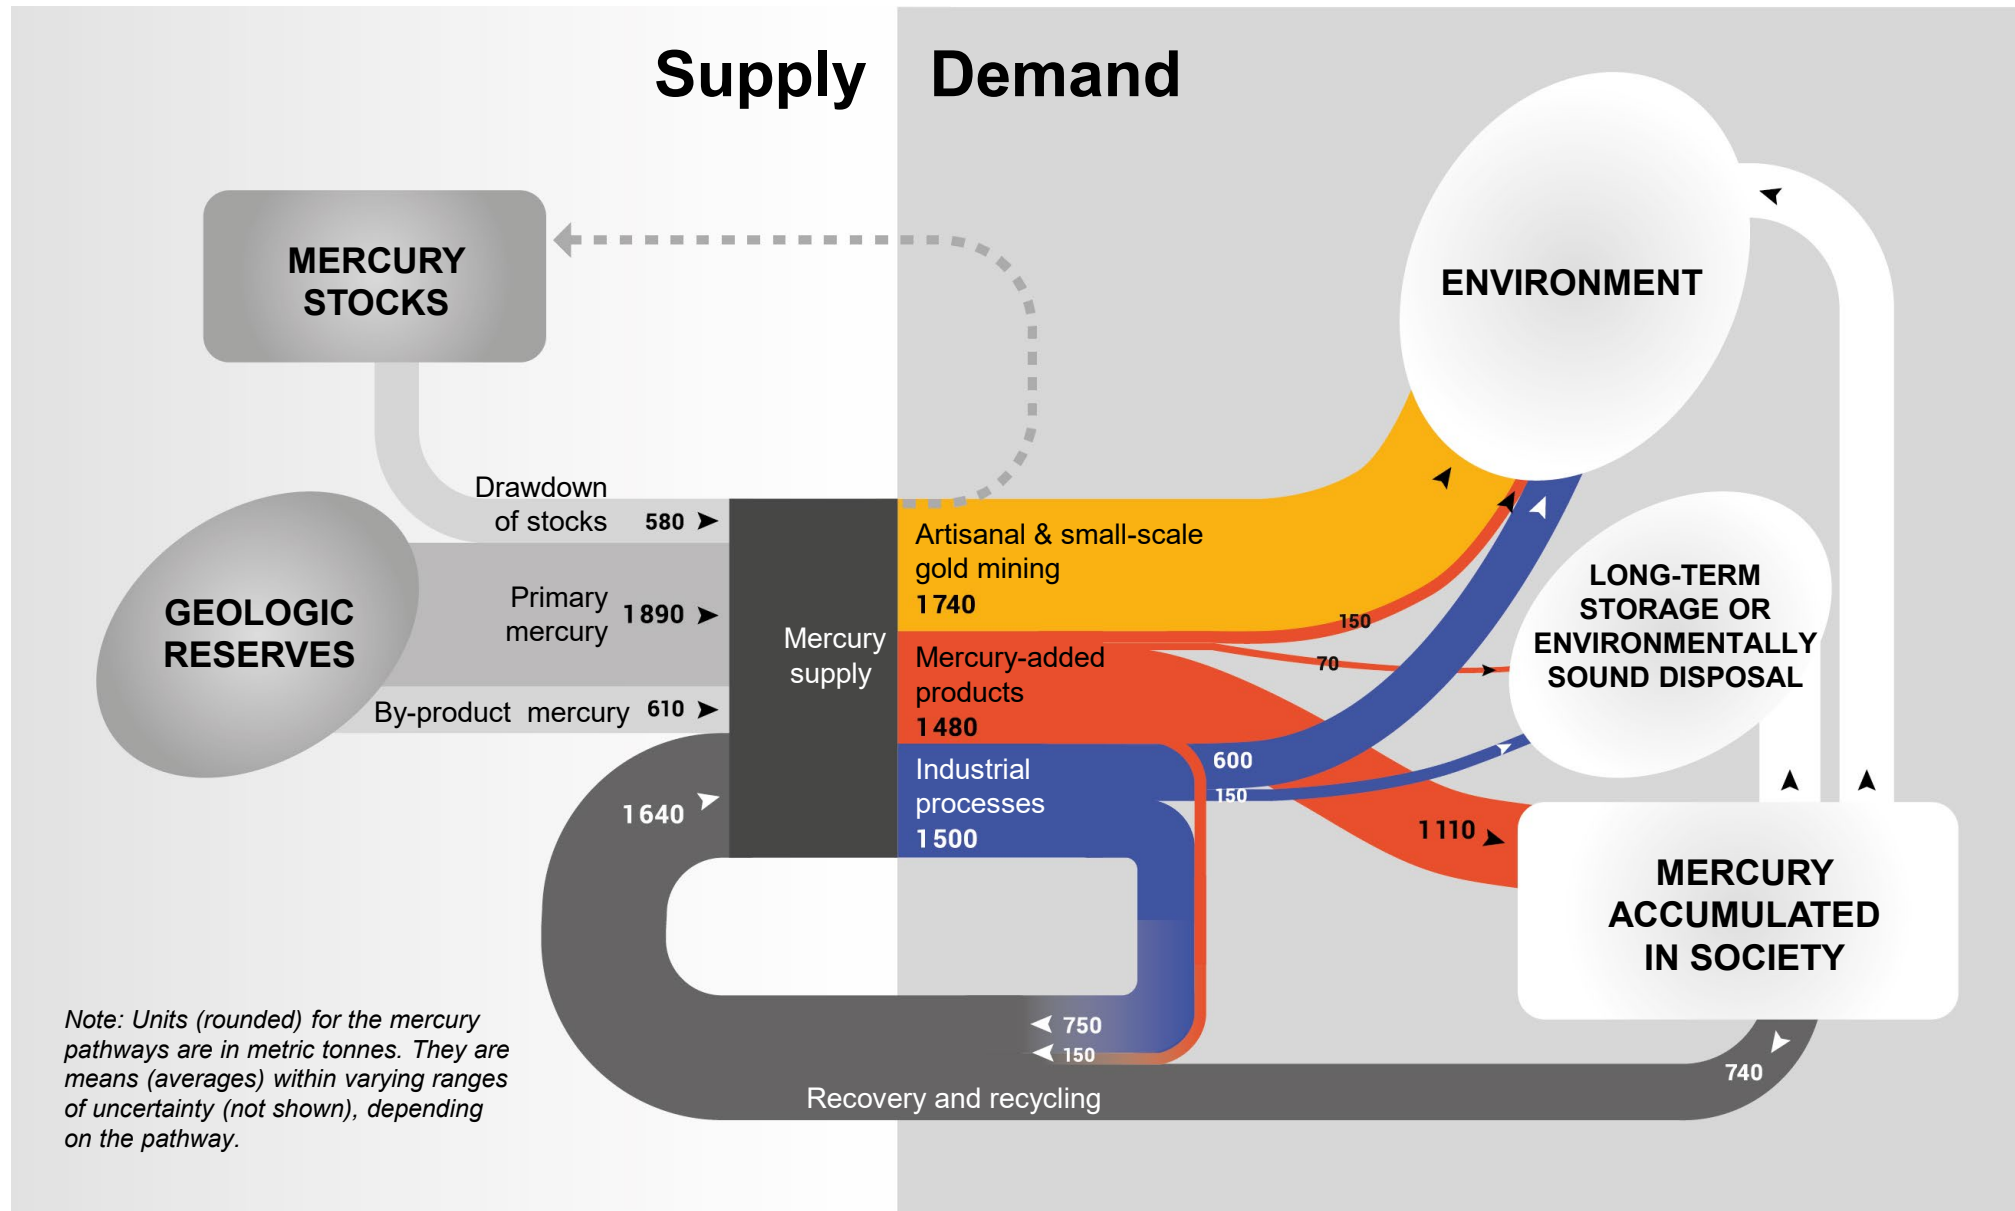 Supply
Demand
MERCURY
STOCKS
ENVIRONMENT
Drawdown
of stocks
580
GEOLOGIC
RESERVES
Primary
mercury
1 890
By-product mercury
610
Mercury
supply
1 640
Artisanal & small-scale
gold mining
1 740
150
Mercury-added
products
1 480
70
Industrial
processes
1 500
600
150
1 110
LONG-TERM
STORAGE OR
ENVIRONMENTALLY
SOUND DISPOSAL
MERCURY
ACCUMULATED
IN SOCIETY
750
150
740
Recovery and recycling
Note: Units (rounded) for the mercury
pathways are in metric tonnes. They are
means (averages) within varying ranges
of uncertainty (not shown), depending
on the pathway.